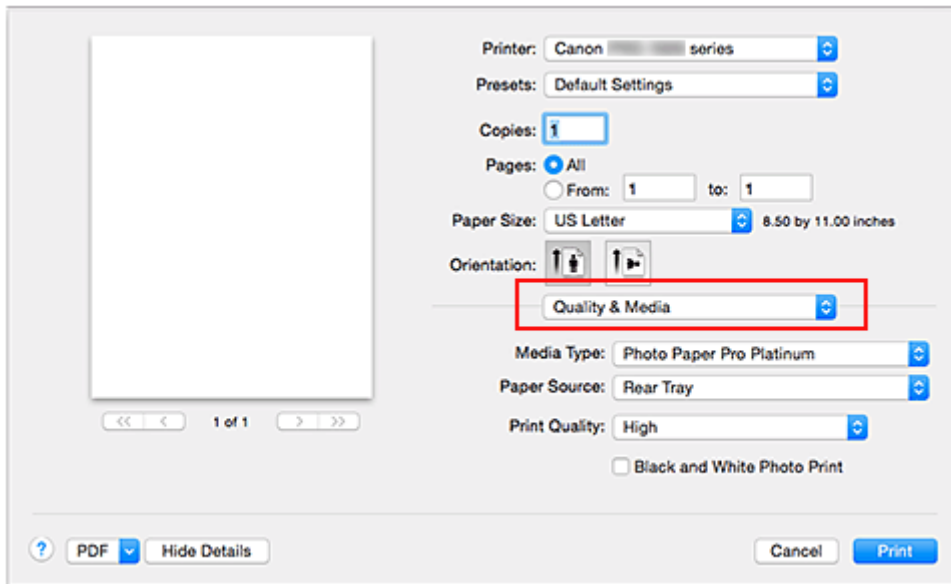 Printer: Canon series
Presets: Default Settings
Copies: 1
Pages: All
From: 1 to: 1
Paper Size: US Letter 8.50 by 11.00 inches
Orientation:
Quality & Media
Media Type: Photo Paper Pro Platinum
Paper Source: Rear Tray
<< < 1 of 1 > >>
Print Quality: High
Black and White Photo Print
? PDF Hide Details Cancel Print